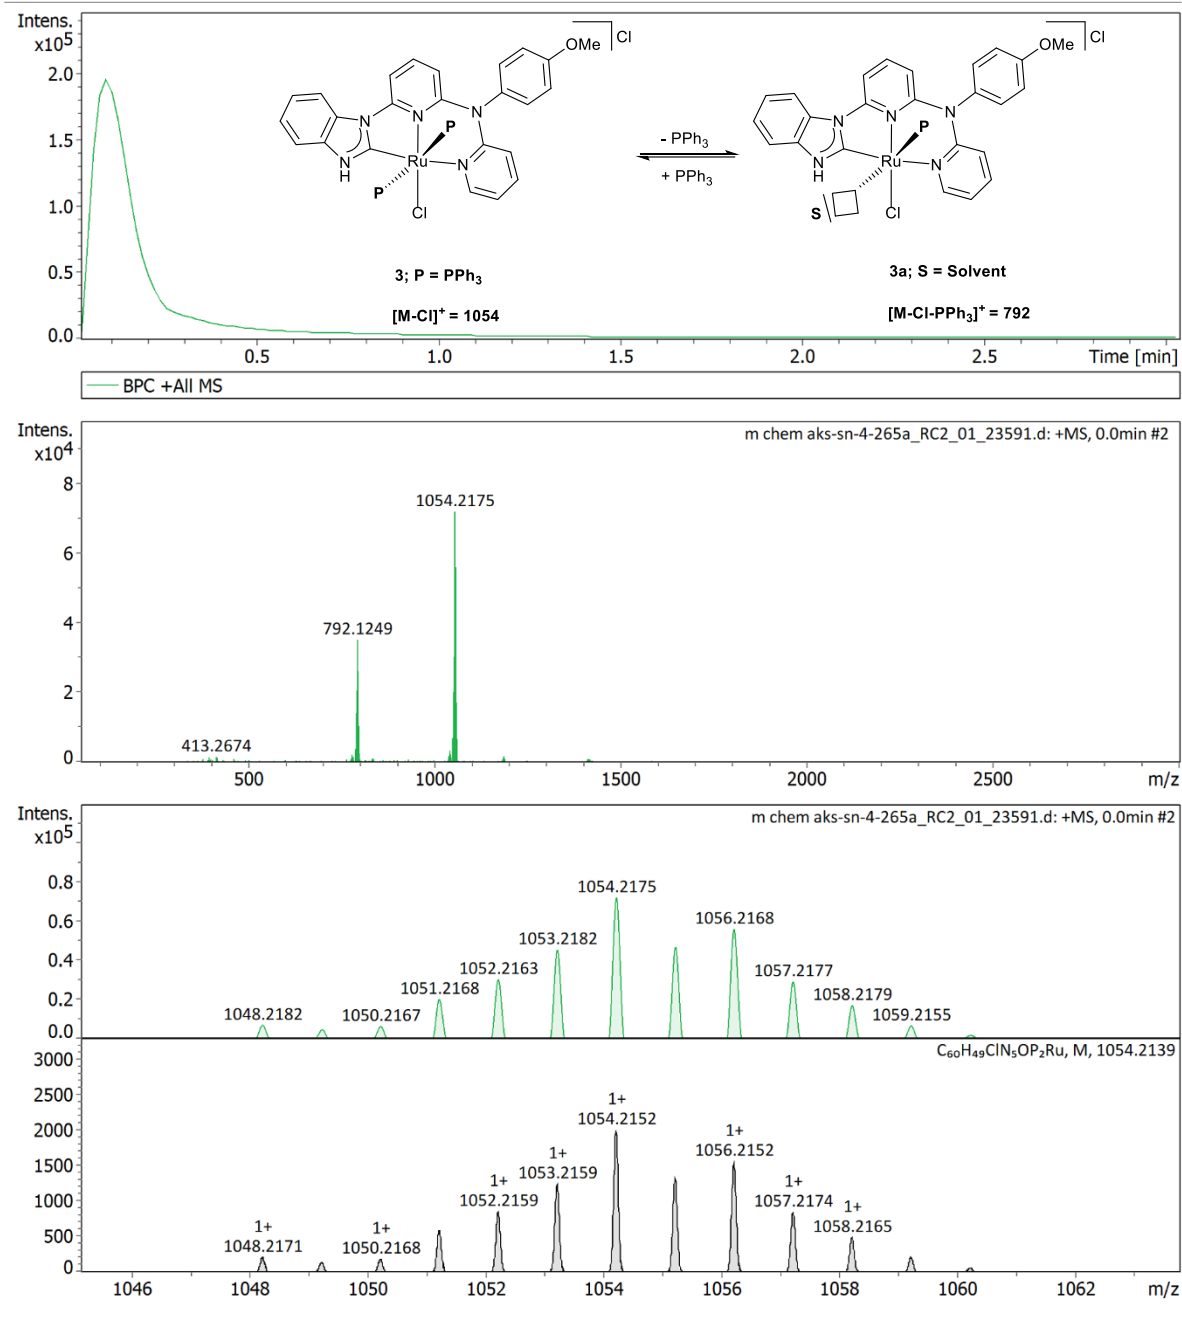 Intens.
x10⁵
2.0
1.5
1.0
0.5
0.0
OMe
Cl
N
N
N
N
H
Ru
P
P
N
Cl
3; P = PPh₃
[M-Cl]⁺ = 1054
- PPh₃
+ PPh₃
OMe
Cl
N
N
N
N
H
Ru
P
N
S
Cl
3a; S = Solvent
[M-Cl-PPh₃]⁺ = 792
0.5 1.0 1.5 2.0 2.5 Time [min]
BPC +All MS
Intens.
x10⁴
m chem aks-sn-4-265a_RC2_01_23591.d: +MS, 0.0min #2
8
6
4
2
0
1054.2175
792.1249
413.2674
500 1000 1500 2000 2500 m/z
Intens.
x10⁵
m chem aks-sn-4-265a_RC2_01_23591.d: +MS, 0.0min #2
0.8
0.6
0.4
0.2
0.0
1054.2175
1056.2168
1053.2182
1052.2163
1057.2177
1051.2168
1058.2179
1048.2182
1050.2167
1059.2155
C₆₀H₄₉ClN₅OP₂Ru, M, 1054.2139
3000
2500
2000
1500
1000
500
0
1+
1054.2152
1+
1056.2152
1+
1053.2159
1+
1052.2159
1+
1057.2174
1+
1058.2165
1+
1048.2171
1+
1050.2168
1046 1048 1050 1052 1054 1056 1058 1060 1062 m/z